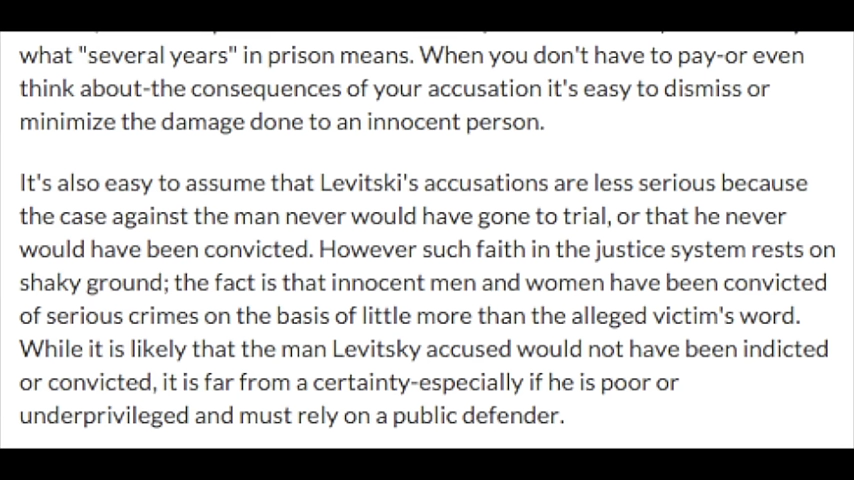 what "several years" in prison means. When you don't have to pay-or even
think about-the consequences of your accusation it's easy to dismiss or
minimize the damage done to an innocent person.
It's also easy to assume that Levitski's accusations are less serious because
the case against the man never would have gone to trial, or that he never
would have been convicted. However such faith in the justice system rests on
shaky ground; the fact is that innocent men and women have been convicted
of serious crimes on the basis of little more than the alleged victim's word.
While it is likely that the man Levitsky accused would not have been indicted
or convicted, it is far from a certainty-especially if he is poor or
underprivileged and must rely on a public defender.